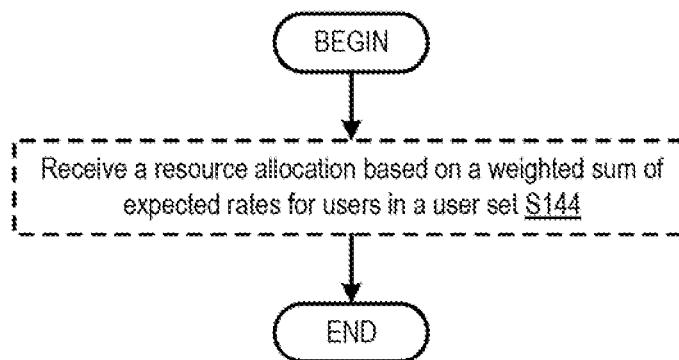 BEGIN
Receive a resource allocation based on a weighted sum of
expected rates for users in a user set S144
END